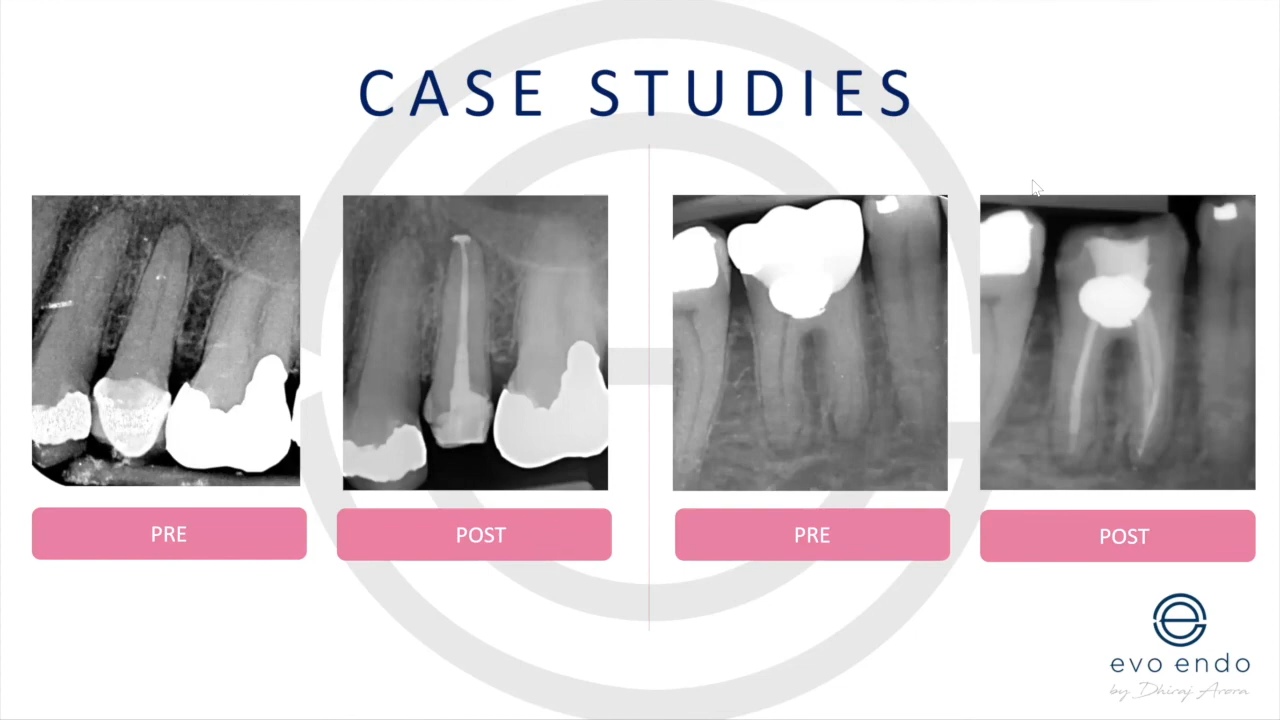 CASE STUDIES
PRE
POST
PRE
POST
evo endo
by Dhiraj Arora